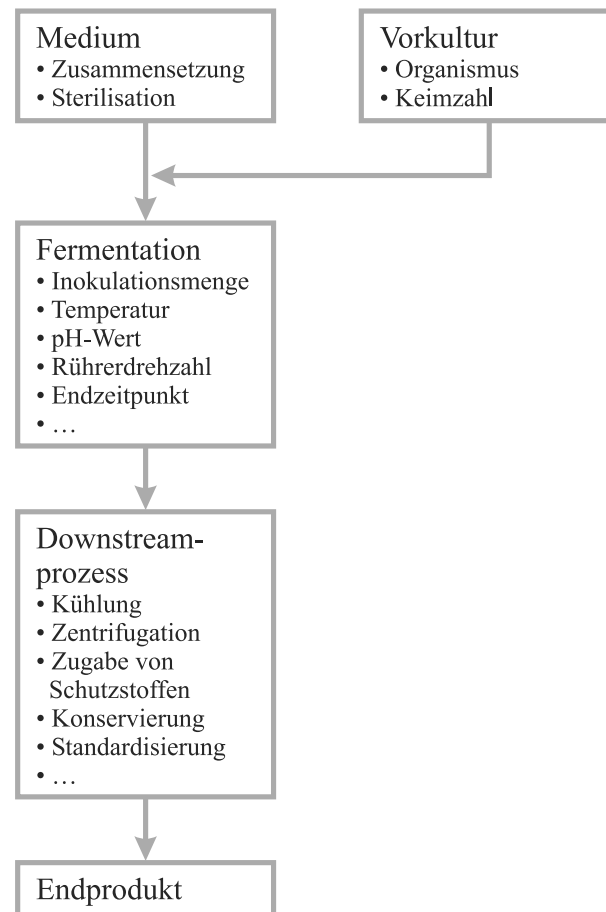 Medium
• Zusammensetzung
• Sterilisation
Vorkultur
• Organismus
• Keimzahl
Fermentation
• Inokulationsmenge
• Temperatur
• pH-Wert
• Rührerdrehzahl
• Endzeitpunkt
• …
Downstream-
prozess
• Kühlung
• Zentrifugation
• Zugabe von
Schutzstoffen
• Konservierung
• Standardisierung
• …
Endprodukt